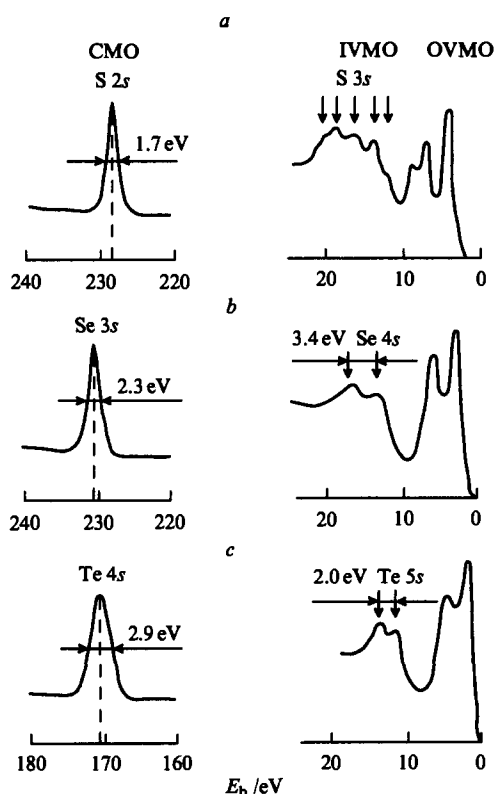 a
CMO IVMO OVMO
S 2s S 3s
1.7 eV
240 230 220 20 10 0
b
Se 3s 3.4 eV Se 4s
2.3 eV
240 230 220 20 10 0
c
Te 4s 2.0 eV Te 5s
2.9 eV
180 170 160 20 10 0
E_b /eV